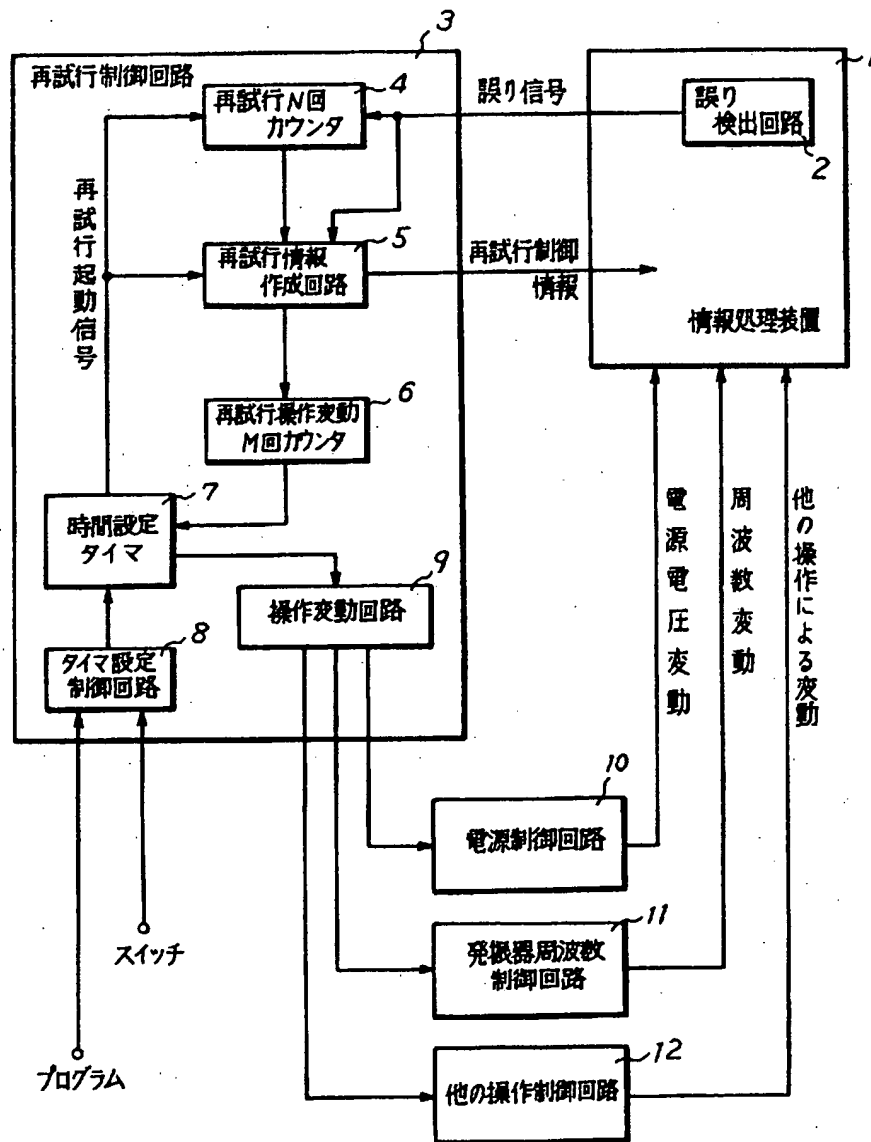 3
再試行制御回路
4
再試行N回
カウンタ
誤り信号
1
誤り
検出回路
2
再試行起動信号
5
再試行情報
作成回路
再試行制御
情報
情報処理装置
6
再試行操作変動
M回カウンタ
7
時間設定
タイマ
9
操作変動回路
8
タイマ設定
制御回路
電源電圧変動
周波数変動
他の操作による変動
10
電源制御回路
11
発振器周波数
制御回路
スイッチ
12
他の操作制御回路
プログラム